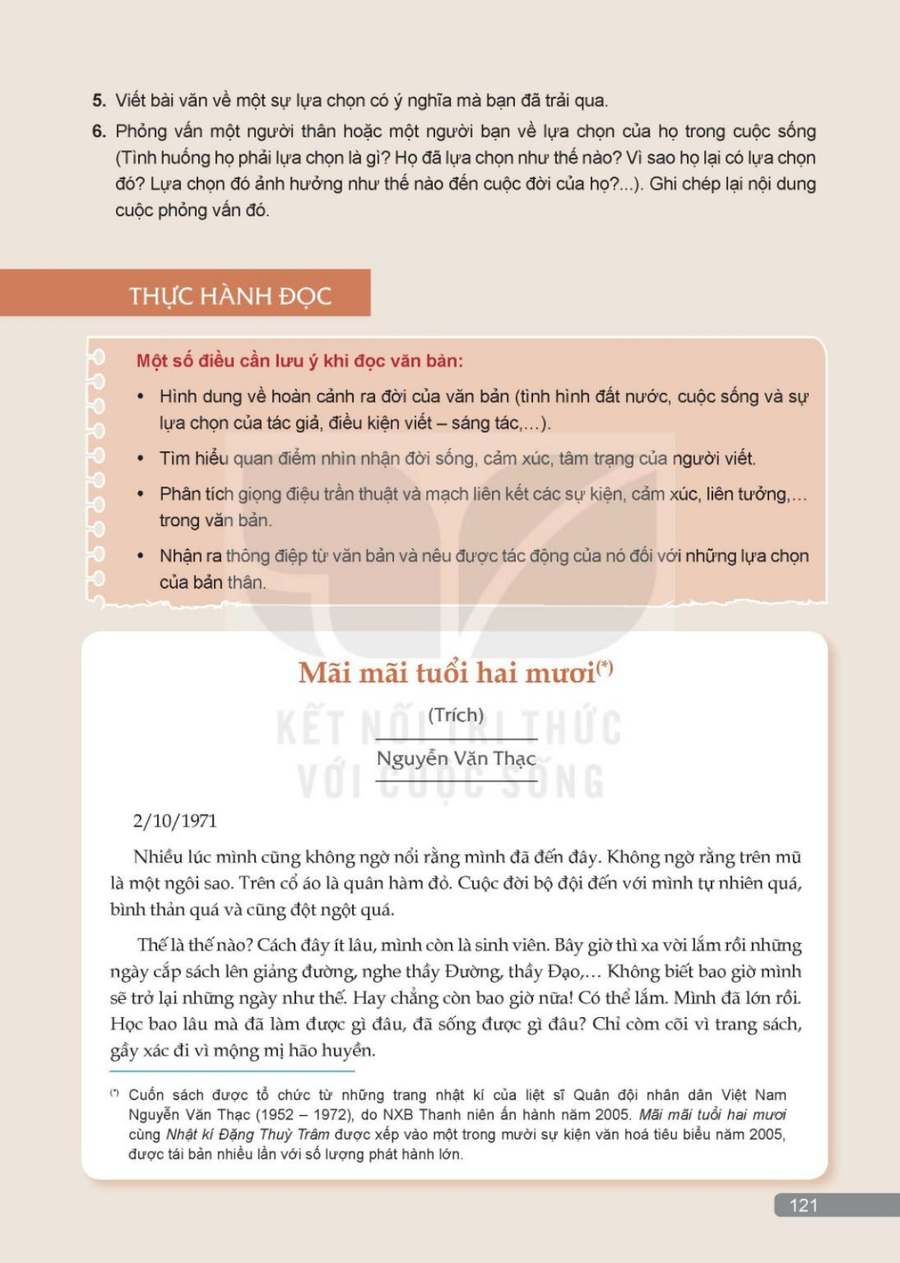 5. Viết bài văn về một sự lựa chọn có ý nghĩa mà bạn đã trải qua.
6. Phỏng vấn một người thân hoặc một người bạn về lựa chọn của họ trong cuộc sống
(Tình huống họ phải lựa chọn là gì? Họ đã lựa chọn như thế nào? Vì sao họ lại có lựa chọn
đó? Lựa chọn đó ảnh hưởng như thế nào đến cuộc đời của họ?...). Ghi chép lại nội dung
cuộc phỏng vấn đó.
THỰC HÀNH ĐỌC
Một số điều cần lưu ý khi đọc văn bản:
• Hình dung về hoàn cảnh ra đời của văn bản (tình hình đất nước, cuộc sống và sự
lựa chọn của tác giả, điều kiện viết – sáng tác,...).
• Tìm hiểu quan điểm nhìn nhận đời sống, cảm xúc, tâm trạng của người viết.
• Phân tích giọng điệu trần thuật và mạch liên kết các sự kiện, cảm xúc, liên tưởng,...
trong văn bản.
• Nhận ra thông điệp từ văn bản và nêu được tác động của nó đối với những lựa chọn
của bản thân.
Mãi mãi tuổi hai mươi(*)
(Trích)
KẾT NỐI TRI THỨC
Nguyễn Văn Thạc
VỚI CUỘC SỐNG
2/10/1971
Nhiều lúc mình cũng không ngờ nổi rằng mình đã đến đây. Không ngờ rằng trên mũ
là một ngôi sao. Trên cổ áo là quân hàm đỏ. Cuộc đời bộ đội đến với mình tự nhiên quá,
bình thản quá và cũng đột ngột quá.
Thế là thế nào? Cách đây ít lâu, mình còn là sinh viên. Bây giờ thì xa vời lắm rồi những
ngày cắp sách lên giảng đường, nghe thầy Đường, thầy Đạo,... Không biết bao giờ mình
sẽ trở lại những ngày như thế. Hay chẳng còn bao giờ nữa! Có thể lắm. Mình đã lớn rồi.
Học bao lâu mà đã làm được gì đâu, đã sống được gì đâu? Chỉ còm cõi vì trang sách,
gầy xác đi vì mộng mị hão huyền.
(*) Cuốn sách được tổ chức từ những trang nhật kí của liệt sĩ Quân đội nhân dân Việt Nam
Nguyễn Văn Thạc (1952 – 1972), do NXB Thanh niên ấn hành năm 2005. Mãi mãi tuổi hai mươi
cùng Nhật kí Đặng Thuỳ Trâm được xếp vào một trong mười sự kiện văn hoá tiêu biểu năm 2005,
được tái bản nhiều lần với số lượng phát hành lớn.
121